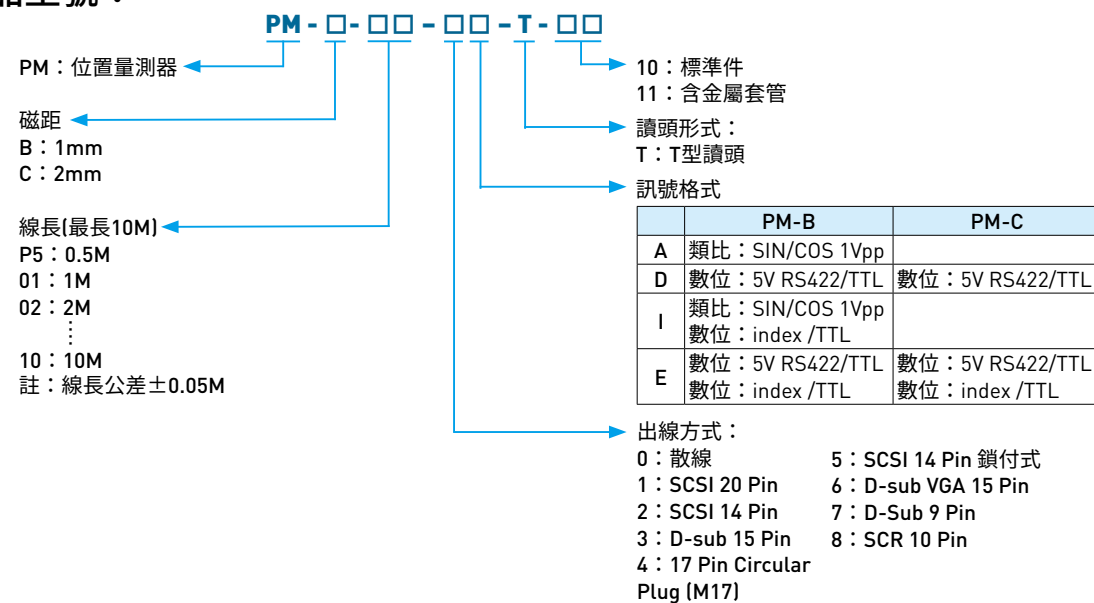 PM - □- □□ - □□ - T - □□
PM：位置量測器
磁距
B：1mm
C：2mm
線長(最長10M)
P5：0.5M
01：1M
02：2M
⋮
10：10M
註：線長公差±0.05M
10：標準件
11：含金屬套管
讀頭形式：
T：T型讀頭
訊號格式
PM-B PM-C
A 類比：SIN/COS 1Vpp
D 數位：5V RS422/TTL 數位：5V RS422/TTL
I 類比：SIN/COS 1Vpp
數位：index /TTL
E 數位：5V RS422/TTL 數位：5V RS422/TTL
數位：index /TTL 數位：index /TTL
出線方式：
0：散線
1：SCSI 20 Pin
2：SCSI 14 Pin
3：D-sub 15 Pin
4：17 Pin Circular
Plug (M17)
5：SCSI 14 Pin 鎖付式
6：D-sub VGA 15 Pin
7：D-Sub 9 Pin
8：SCR 10 Pin